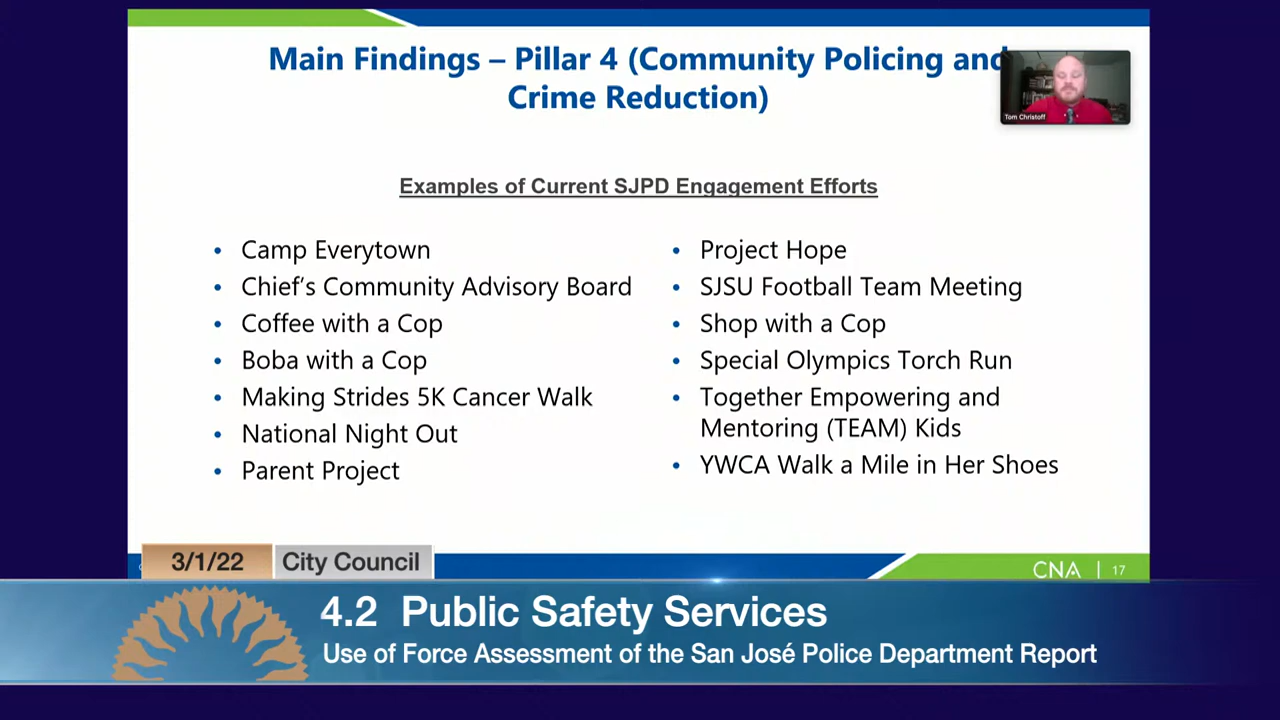 Main Findings – Pillar 4 (Community Policing and
Crime Reduction)
Tom Christoff
Examples of Current SJPD Engagement Efforts
• Camp Everytown
• Chief's Community Advisory Board
• Coffee with a Cop
• Boba with a Cop
• Making Strides 5K Cancer Walk
• National Night Out
• Parent Project
• Project Hope
• SJSU Football Team Meeting
• Shop with a Cop
• Special Olympics Torch Run
• Together Empowering and
Mentoring (TEAM) Kids
• YWCA Walk a Mile in Her Shoes
CNA | 17
3/1/22 City Council
4.2 Public Safety Services
Use of Force Assessment of the San José Police Department Report